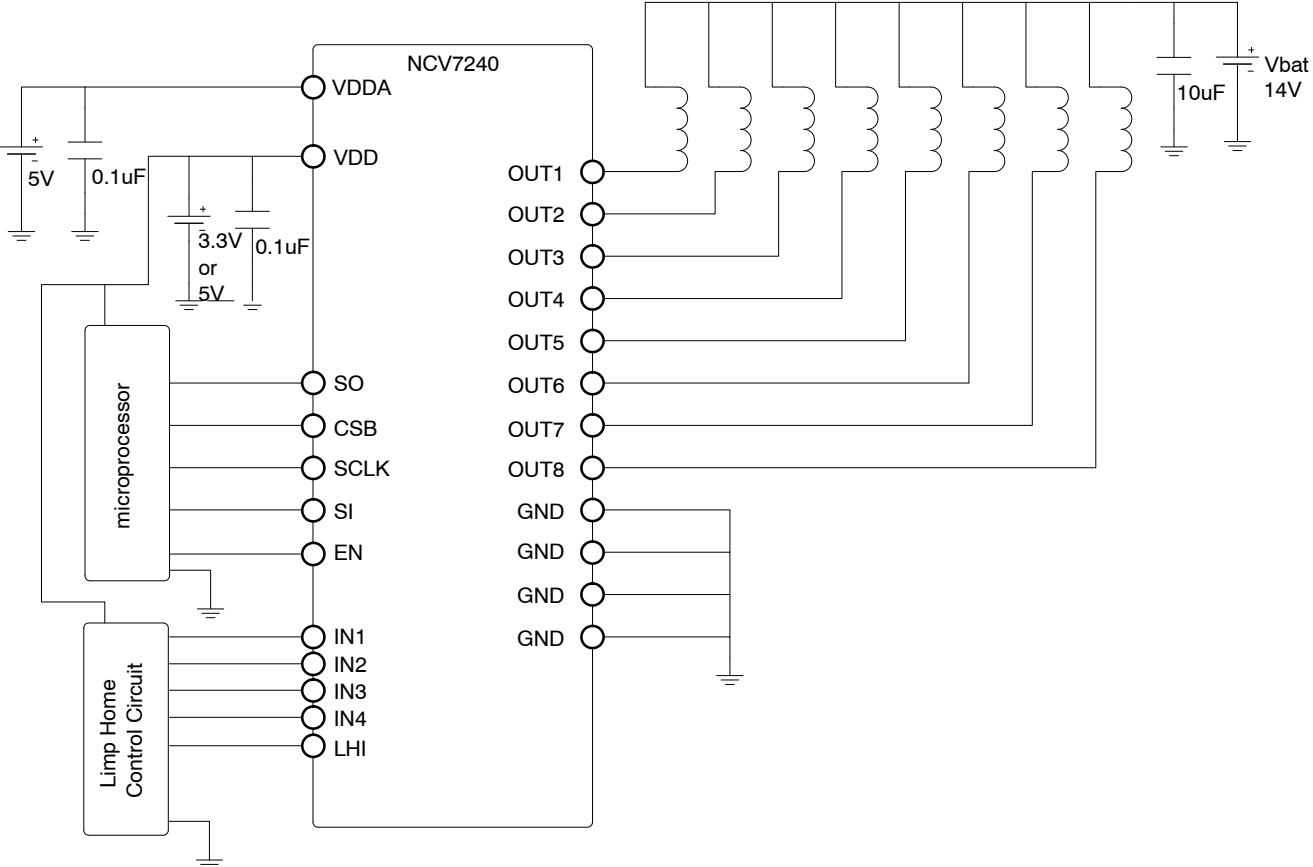 NCV7240
VDDA
VDD
5V
0.1uF
3.3V
or
5V
0.1uF
Vbat
14V
10uF
OUT1
OUT2
OUT3
OUT4
OUT5
OUT6
OUT7
OUT8
GND
GND
GND
GND
microprocessor
SO
CSB
SCLK
SI
EN
Limp Home
Control Circuit
IN1
IN2
IN3
IN4
LHI